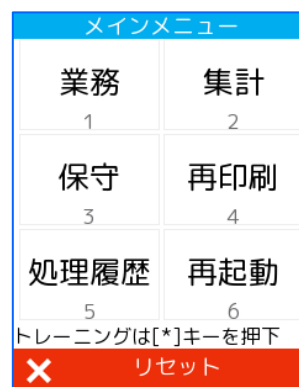 メインメニュー
業務 集計
1 2
保守 再印刷
3 4
処理履歴 再起動
5 6
トレーニングは[*]キーを押下
× リセット